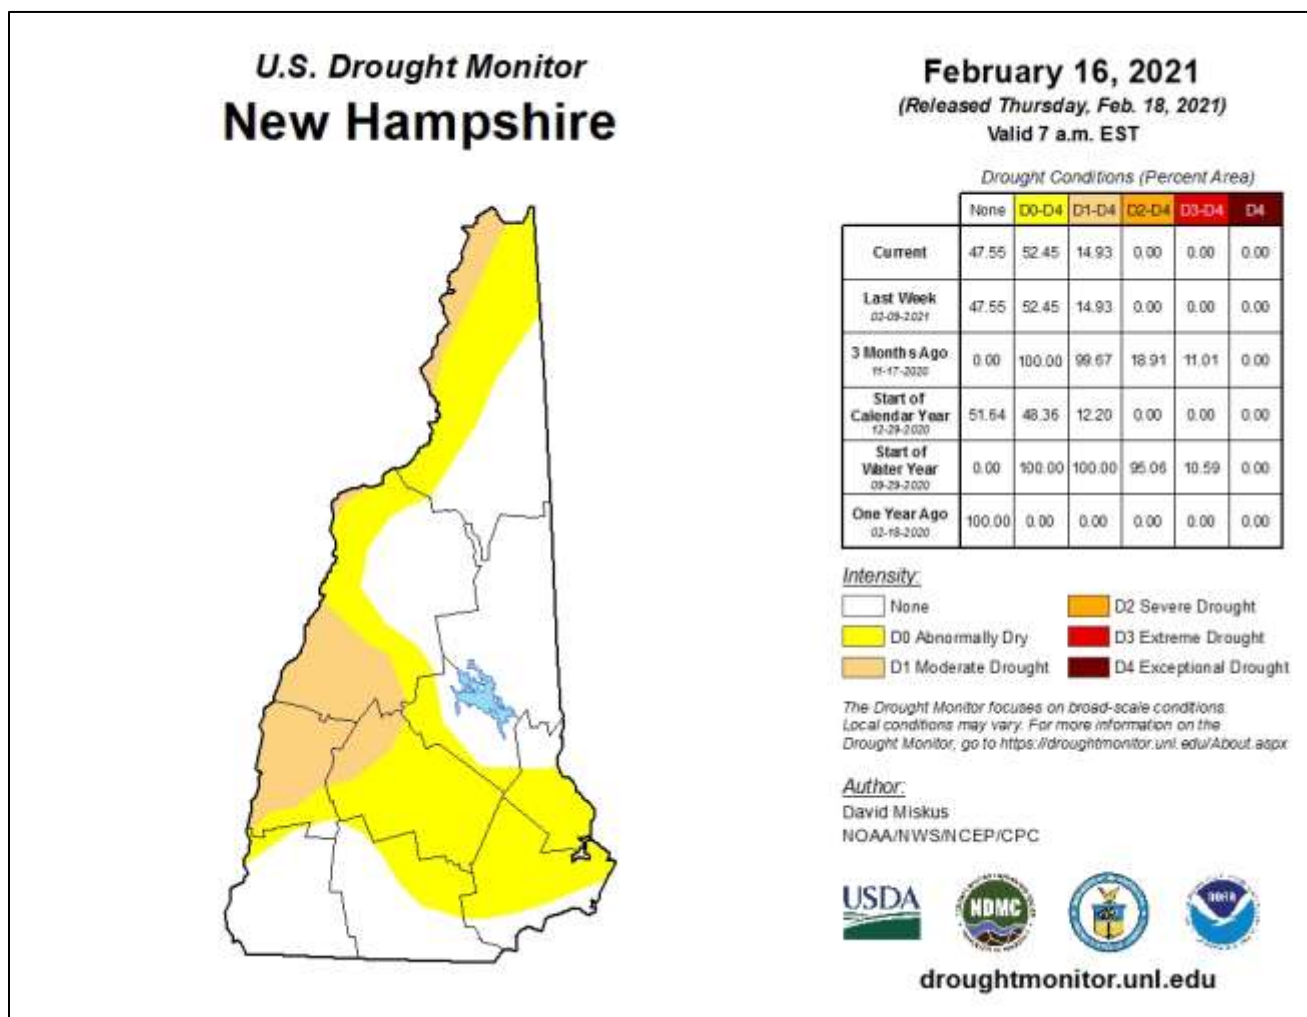 U.S. Drought Monitor
New Hampshire
February 16, 2021
(Released Thursday, Feb. 18, 2021)
Valid 7 a.m. EST
Drought Conditions (Percent Area)
None D0-D4 D1-D4 D2-D4 D3-D4 D4
Current 47.55 52.45 14.93 0.00 0.00 0.00
Last Week
02-09-2021
47.55 52.45 14.93 0.00 0.00 0.00
3 Months Ago
11-17-2020
0.00 100.00 99.67 18.91 11.01 0.00
Start of
Calendar Year
12-29-2020
51.64 48.36 12.20 0.00 0.00 0.00
Start of
Water Year
09-29-2020
0.00 100.00 100.00 95.06 10.59 0.00
One Year Ago
02-18-2020
100.00 0.00 0.00 0.00 0.00 0.00
Intensity:
None
D0 Abnormally Dry
D1 Moderate Drought
D2 Severe Drought
D3 Extreme Drought
D4 Exceptional Drought
The Drought Monitor focuses on broad-scale conditions.
Local conditions may vary. For more information on the
Drought Monitor, go to https://droughtmonitor.unl.edu/About.aspx
Author:
David Miskus
NOAA/NWS/NCEP/CPC
USDA
NDMC
NOAA
droughtmonitor.unl.edu